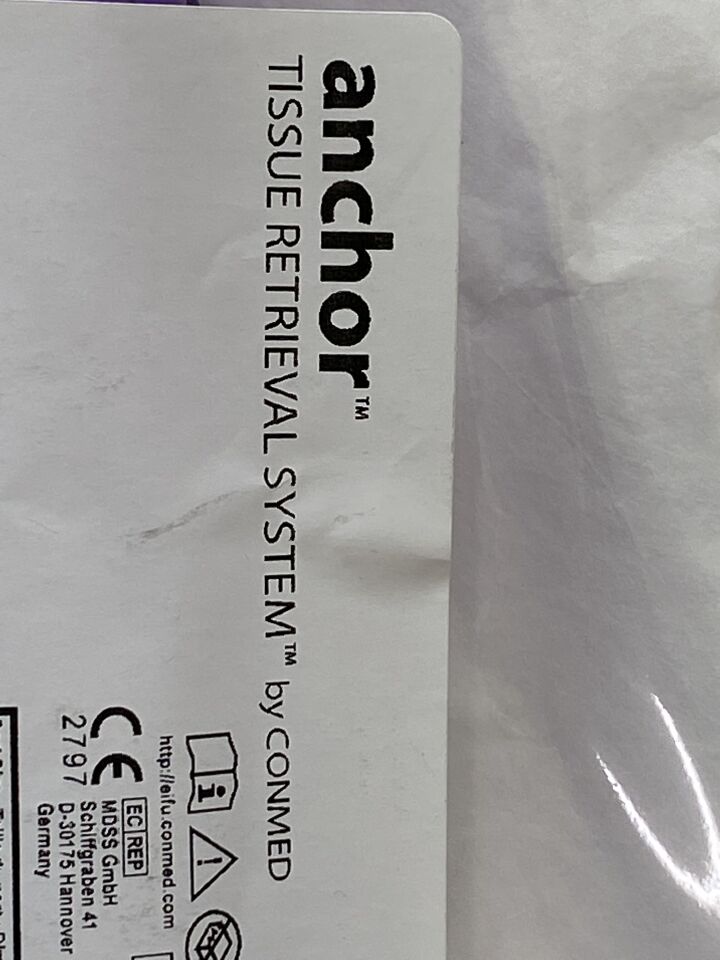 anchor™
TISSUE RETRIEVAL SYSTEM™ by CONMED
http://eifu.conmed.com
CE
2797
EC REP
MDSS GmbH
Schiffgraben 41
D-30175 Hannover
Germany